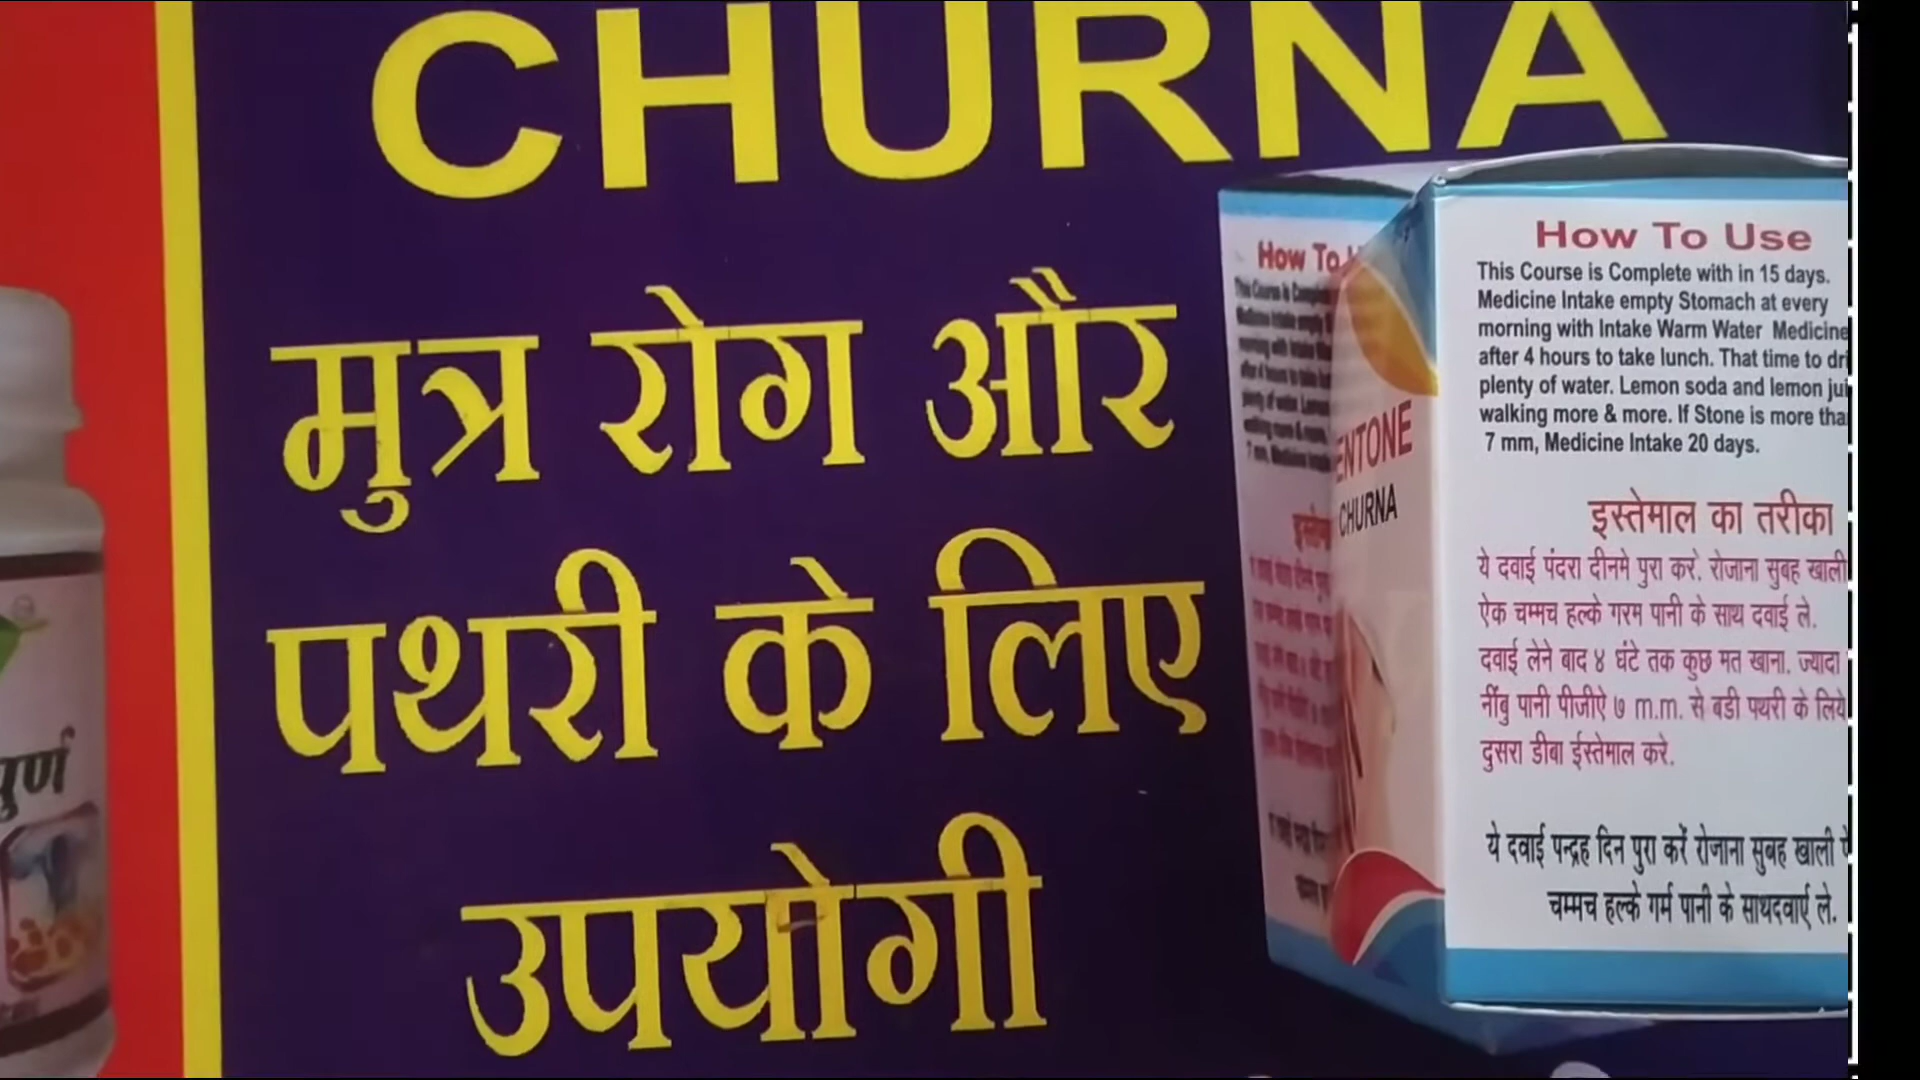 CHURNA
मुत्र रोग और
पथरी के लिए
उपयोगी
पुर्ण
How To
ENTONE
CHURNA
How To Use
This Course is Complete with in 15 days.
Medicine Intake empty Stomach at every
morning with Intake Warm Water Medicine
after 4 hours to take lunch. That time to
plenty of water. Lemon soda and lemon
walking more & more. If Stone is more
7 mm, Medicine Intake 20 days.
इस्तेमाल का तरीका
ये दवाई पंदरा दीनमे पुरा करे. रोजाना सुबह खाली
ऐक चम्मच हल्के गरम पानी के साथ दवाई ले.
दवाई लेने बाद ४ घंटे तक कुछ मत खाना. ज्यादा
नींबु पानी पीजीऐ ७ m.m. से बडी पथरी के लिये
दुसरा डीबा ईस्तेमाल करे.
ये दवाई पन्द्रह दिन पुरा करें रोजाना सुबह खाली
चम्मच हल्के गर्म पानी के साथदवाऐ ले.